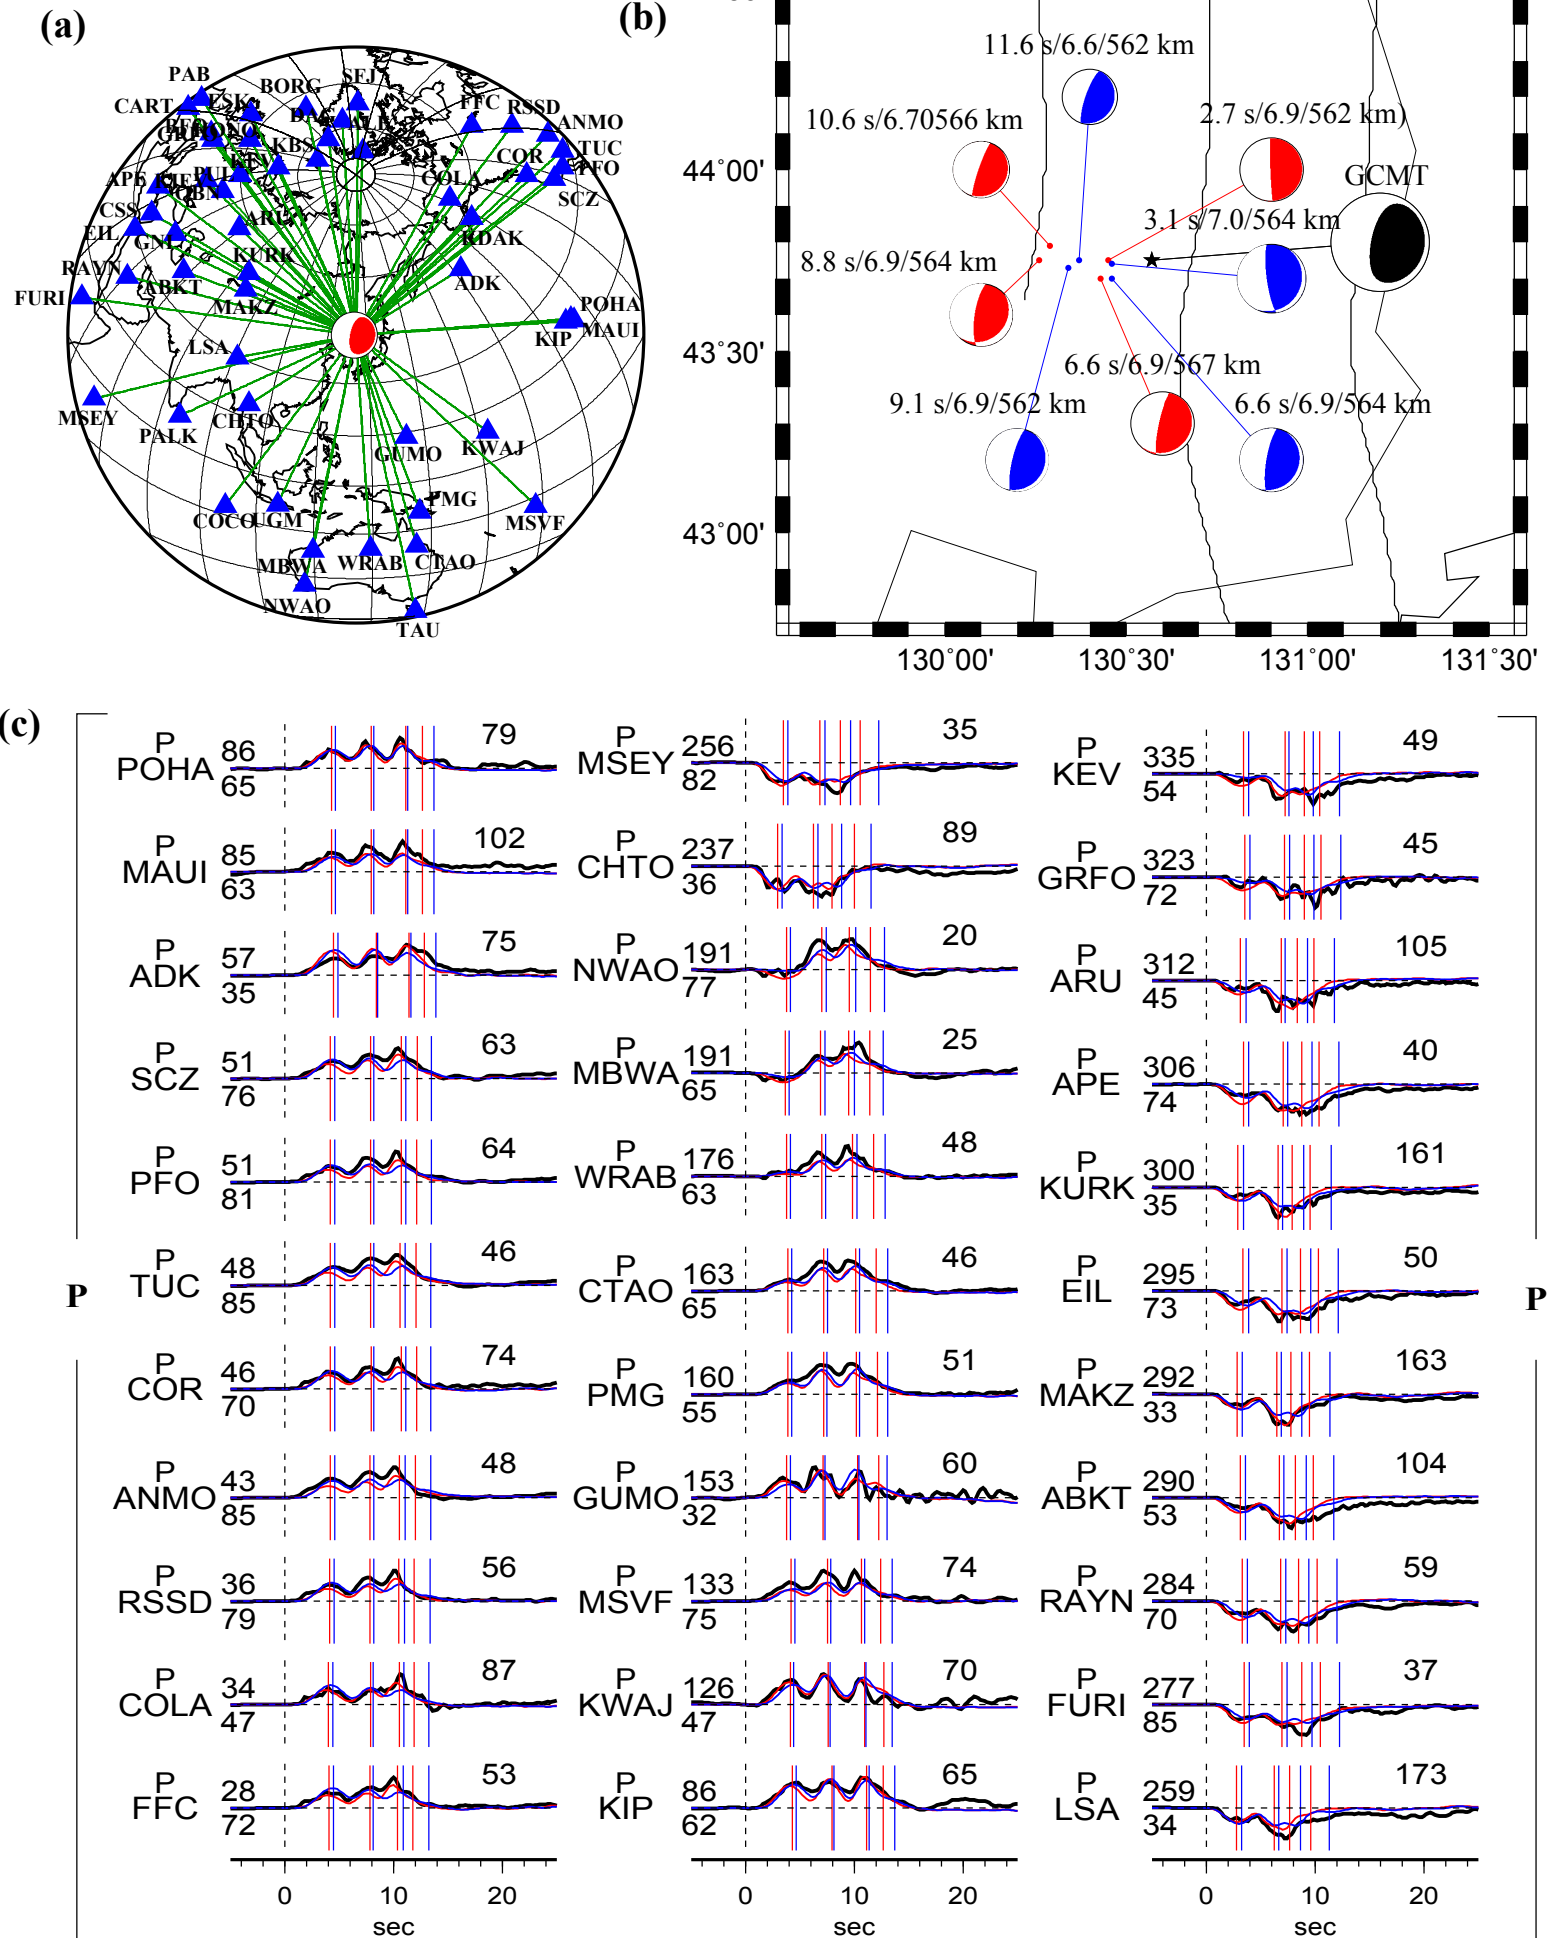 (a)
PAB
CART
ESK
BORG
SFJ
FFC
RSSD
ANMO
TUC
PFO
SCZ
COR
COLA
KDAK
ADK
KBS
KEV
APE
KIEV
PUL
OBN
CSS
EIL
GNI
ARU
RAYN
KURK
ABKT
MAKZ
FURI
POHA
KIP
MAUI
LSA
MSEY
PALK
CHTO
GUMO
KWAJ
COCO
UGM
PMG
MSVF
MBWA
WRAB
CTAO
NWAO
TAU
(b)
11.6 s/6.6/562 km
10.6 s/6.70566 km
2.7 s/6.9/562 km)
GCMT
3.1 s/7.0/564 km
8.8 s/6.9/564 km
6.6 s/6.9/567 km
9.1 s/6.9/562 km
6.6 s/6.9/564 km
44°00'
43°30'
43°00'
130°00'
130°30'
131°00'
131°30'
(c)
P
P
P POHA 86 65 79
P MAUI 85 63 102
P ADK 57 35 75
P SCZ 51 76 63
P PFO 51 81 64
P TUC 48 85 46
P COR 46 70 74
P ANMO 43 85 48
P RSSD 36 79 56
P COLA 34 47 87
P FFC 28 72 53
0 10 20
sec
P MSEY 256 82 35
P CHTO 237 36 89
P NWAO 191 77 20
P MBWA 191 65 25
P WRAB 176 63 48
P CTAO 163 65 46
P PMG 160 55 51
P GUMO 153 32 60
P MSVF 133 75 74
P KWAJ 126 47 70
P KIP 86 62 65
0 10 20
sec
P KEV 335 54 49
P GRFO 323 72 45
P ARU 312 45 105
P APE 306 74 40
P KURK 300 35 161
P EIL 295 73 50
P MAKZ 292 33 163
P ABKT 290 53 104
P RAYN 284 70 59
P FURI 277 85 37
P LSA 259 34 173
0 10 20
sec